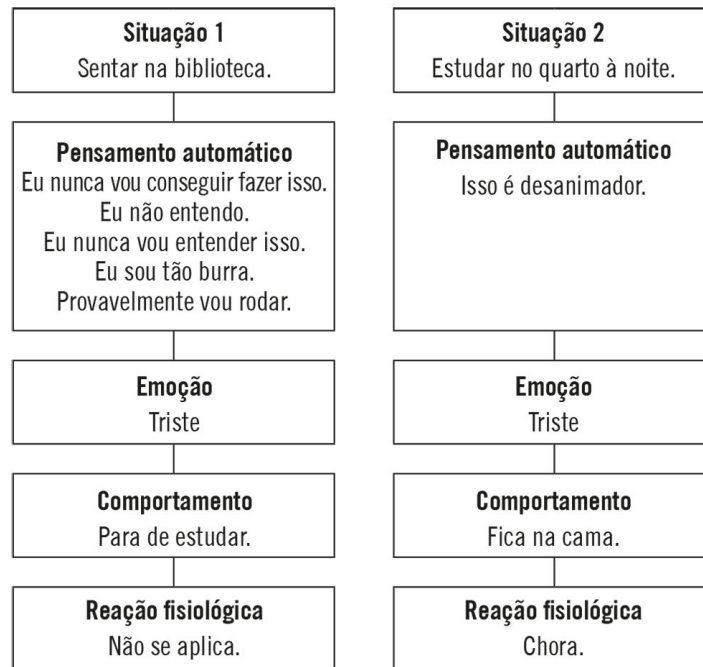 Situação 1
Sentar na biblioteca.
Pensamento automático
Eu nunca vou conseguir fazer isso.
Eu não entendo.
Eu nunca vou entender isso.
Eu sou tão burra.
Provavelmente vou rodar.
Emoção
Triste
Comportamento
Para de estudar.
Reação fisiológica
Não se aplica.
Situação 2
Estudar no quarto à noite.
Pensamento automático
Isso é desanimador.
Emoção
Triste
Comportamento
Fica na cama.
Reação fisiológica
Chora.